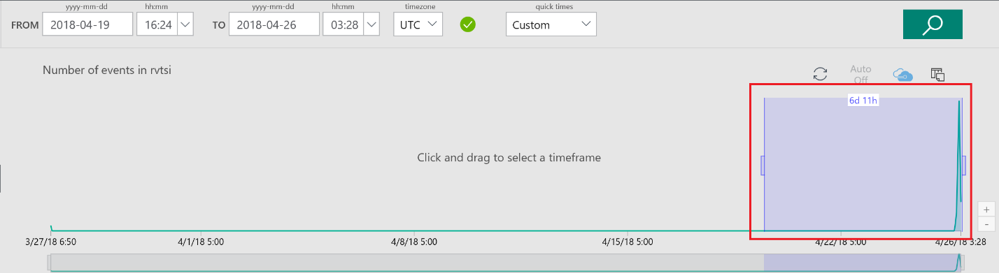 yyyy-mm-dd hh:mm yyyy-mm-dd hh:mm timezone quick times
FROM 2018-04-19 16:24 TO 2018-04-26 03:28 UTC Custom
Number of events in rvtsi
Auto
Off
6d 11h
Click and drag to select a timeframe
+
-
3/27/18 6:50 4/1/18 5:00 4/8/18 5:00 4/15/18 5:00 4/22/18 5:00 4/26/18 3:28